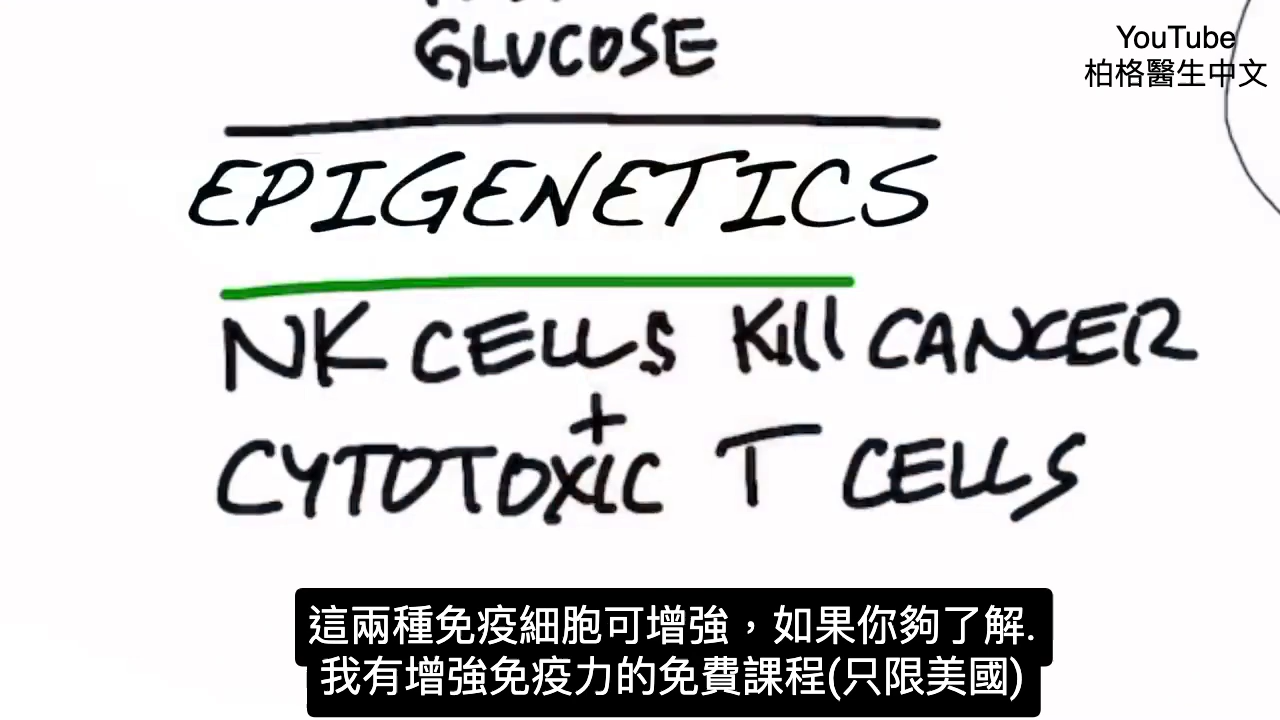 GLUCOSE
YouTube
柏格醫生中文
EPIGENETICS
NK CELLS Kill CANCER
+
CYTOTOXIC T CELLS
這兩種免疫細胞可增強，如果你夠了解.
我有增強免疫力的免費課程(只限美國)